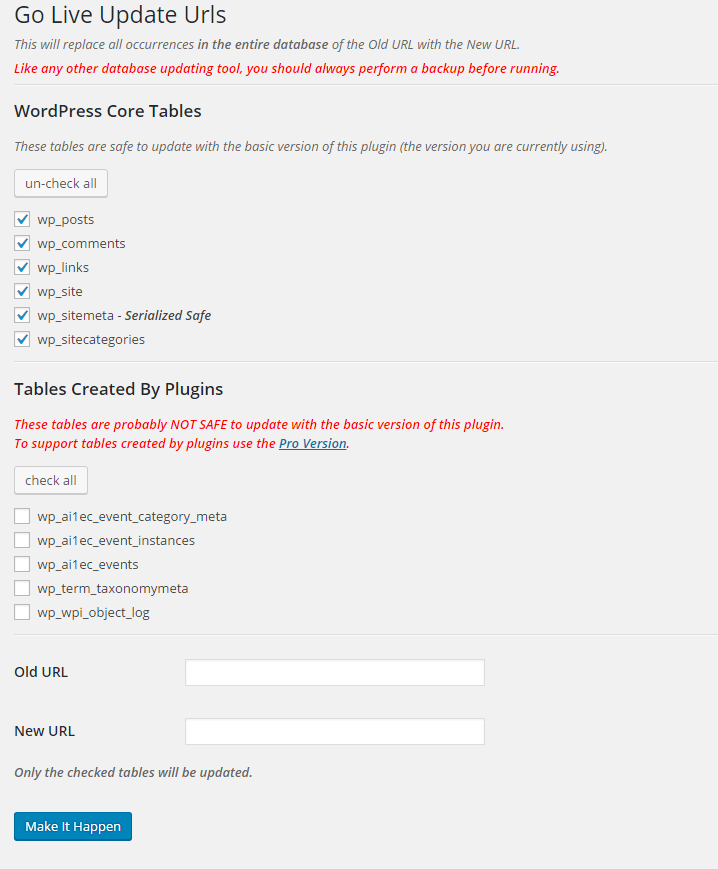 Go Live Update Urls
This will replace all occurrences in the entire database of the Old URL with the New URL.
Like any other database updating tool, you should always perform a backup before running.
WordPress Core Tables
These tables are safe to update with the basic version of this plugin (the version you are currently using).
un-check all
wp_posts
wp_comments
wp_links
wp_site
wp_sitemeta - Serialized Safe
wp_sitecategories
Tables Created By Plugins
These tables are probably NOT SAFE to update with the basic version of this plugin.
To support tables created by plugins use the Pro Version.
check all
wp_ai1ec_event_category_meta
wp_ai1ec_event_instances
wp_ai1ec_events
wp_term_taxonomymeta
wp_wpi_object_log
Old URL
New URL
Only the checked tables will be updated.
Make It Happen